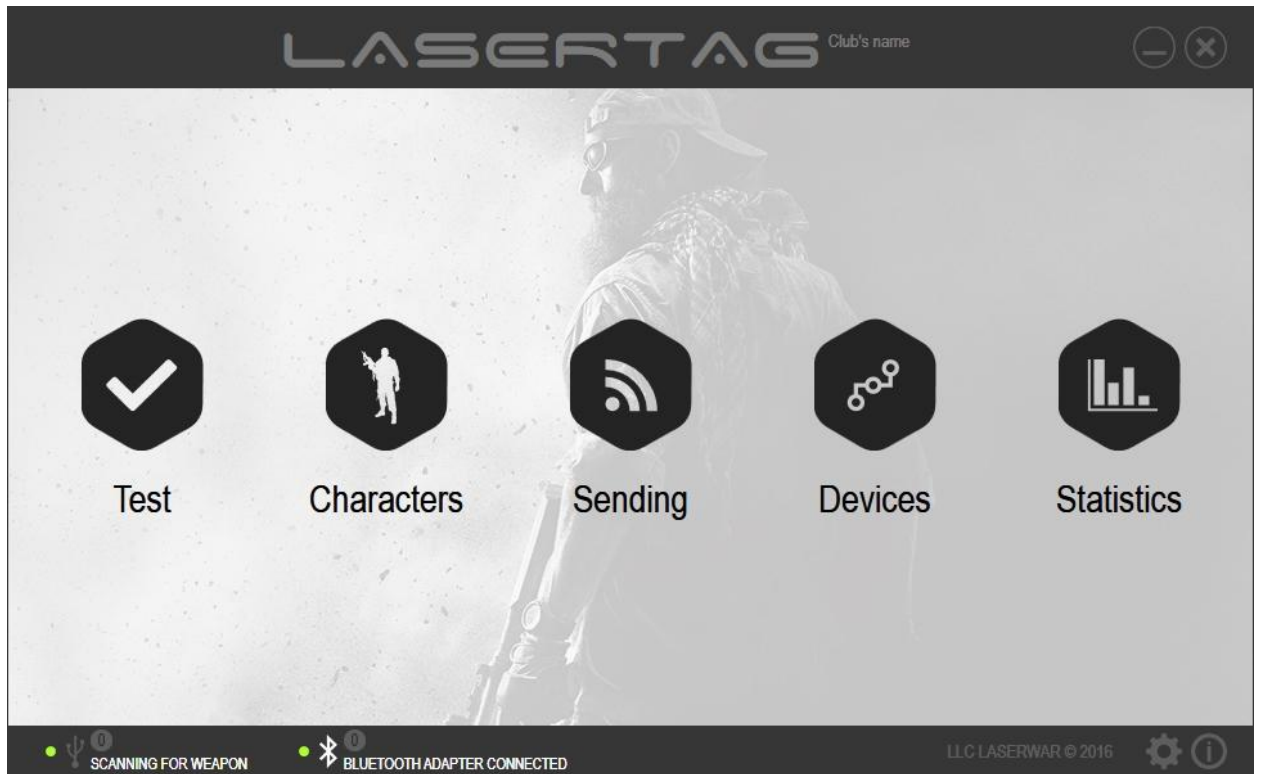 LASERTAG Club's name
Test Characters Sending Devices Statistics
0 0
SCANNING FOR WEAPON BLUETOOTH ADAPTER CONNECTED LLC LASERWAR © 2016